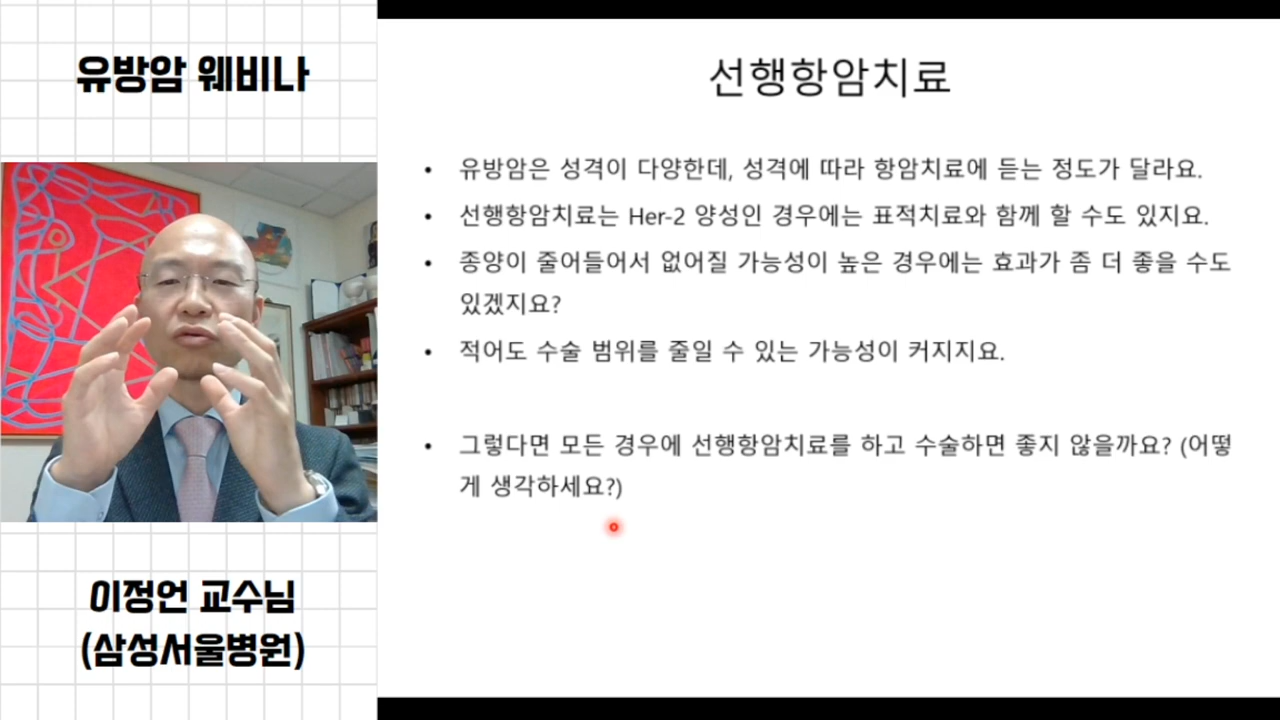 유방암 웨비나
선행항암치료
• 유방암은 성격이 다양한데, 성격에 따라 항암치료에 듣는 정도가 달라요.
• 선행항암치료는 Her-2 양성인 경우에는 표적치료와 함께 할 수도 있지요.
• 종양이 줄어들어서 없어질 가능성이 높은 경우에는 효과가 좀 더 좋을 수도
있겠지요?
• 적어도 수술 범위를 줄일 수 있는 가능성이 커지지요.
• 그렇다면 모든 경우에 선행항암치료를 하고 수술하면 좋지 않을까요? (어떻
게 생각하세요?)
이정언 교수님
(삼성서울병원)